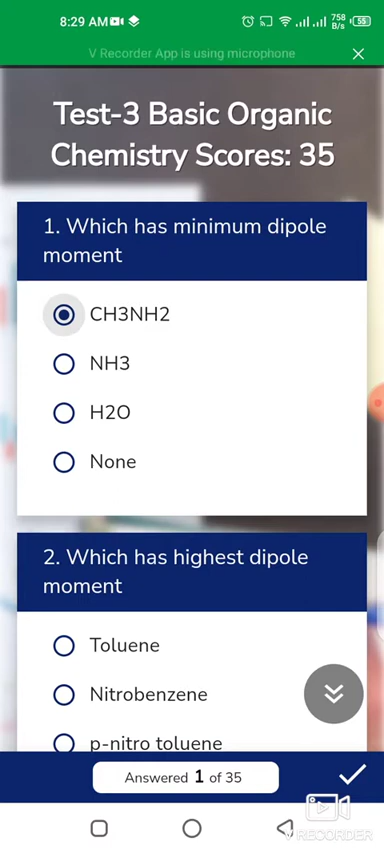 8:29 AM
758 B/s
55
V Recorder App is using microphone
Test-3 Basic Organic
Chemistry Scores: 35
1. Which has minimum dipole
moment
CH3NH2
NH3
H2O
None
2. Which has highest dipole
moment
Toluene
Nitrobenzene
p-nitro toluene
Answered 1 of 35
V RECORDER